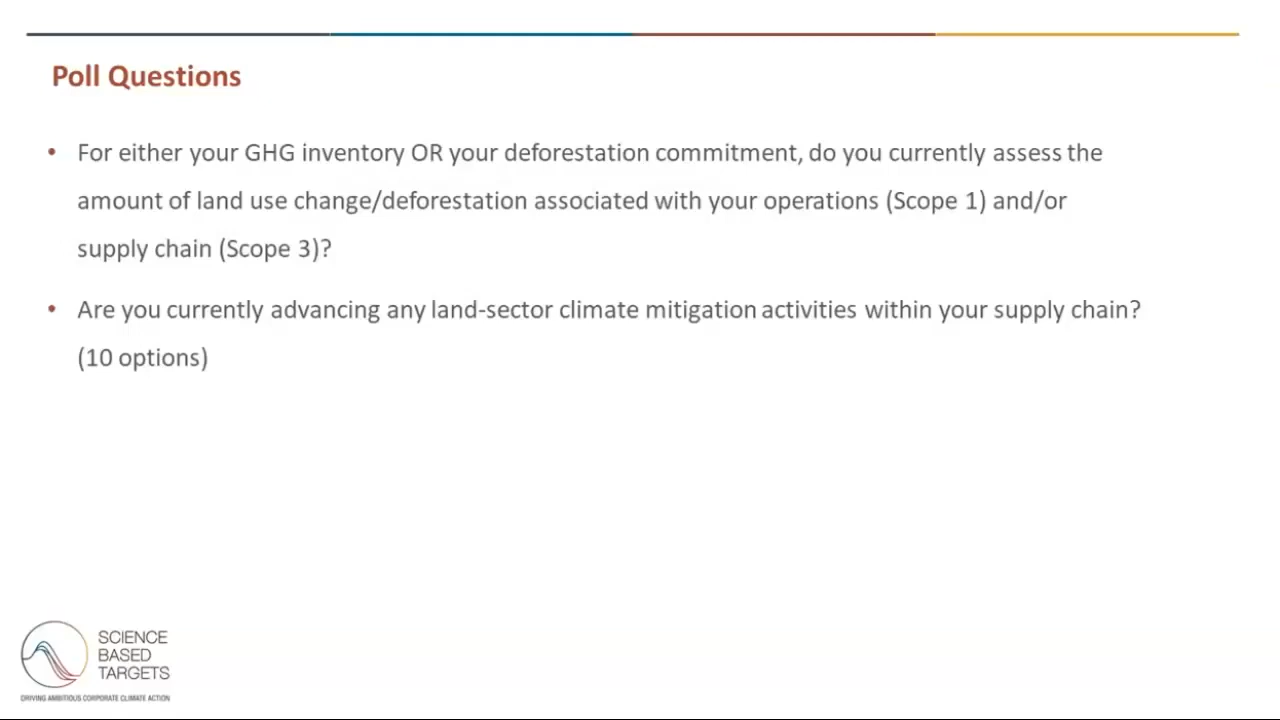 Poll Questions
• For either your GHG inventory OR your deforestation commitment, do you currently assess the
amount of land use change/deforestation associated with your operations (Scope 1) and/or
supply chain (Scope 3)?
• Are you currently advancing any land-sector climate mitigation activities within your supply chain?
(10 options)
SCIENCE
BASED
TARGETS
DRIVING AMBITIOUS CORPORATE CLIMATE ACTION